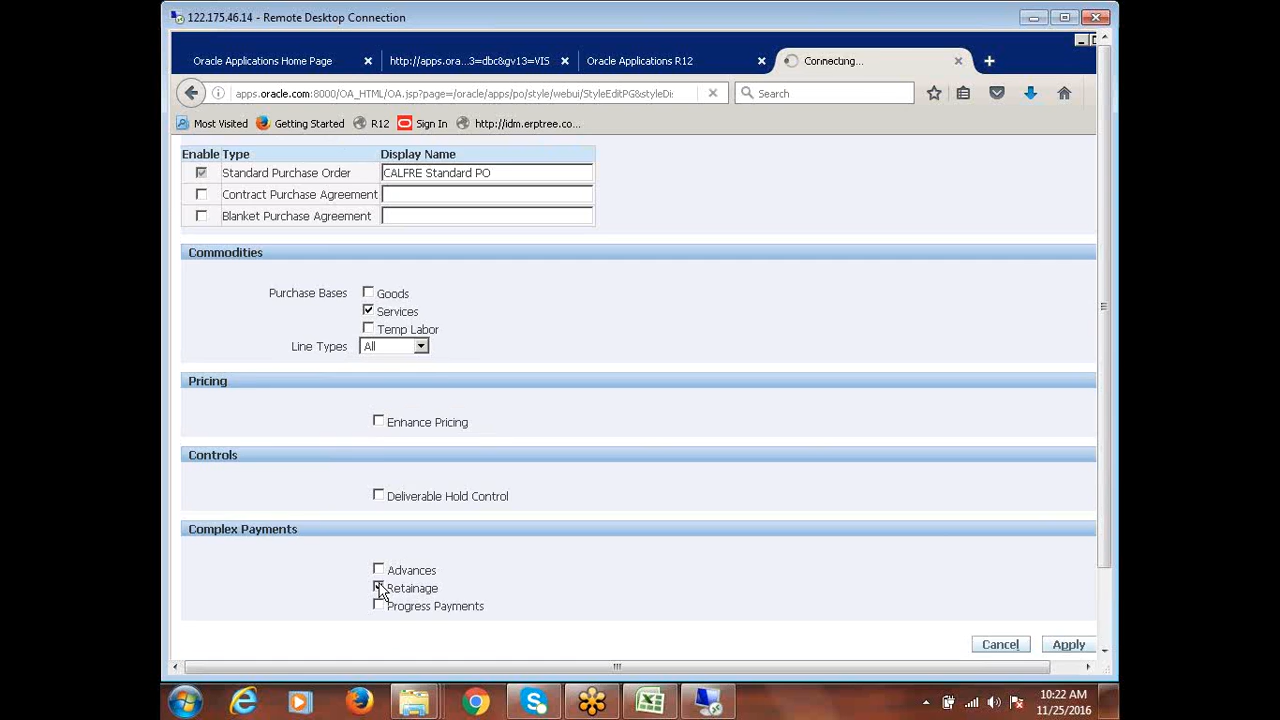 122.175.46.14 - Remote Desktop Connection
Oracle Applications Home Page
http://apps.ora...3=dbc&gv13=VIS
Oracle Applications R12
Connecting...
apps.oracle.com:8000/OA_HTML/OA.jsp?page=/oracle/apps/po/style/webui/StyleEditPG&styleDis
Search
Most Visited
Getting Started
R12
Sign In
http://idm.erptree.co...
Enable Type Display Name
Standard Purchase Order CALFRE Standard PO
Contract Purchase Agreement
Blanket Purchase Agreement
Commodities
Purchase Bases Goods
Services
Temp Labor
Line Types All
Pricing
Enhance Pricing
Controls
Deliverable Hold Control
Complex Payments
Advances
Retainage
Progress Payments
Cancel Apply
10:22 AM
11/25/2016